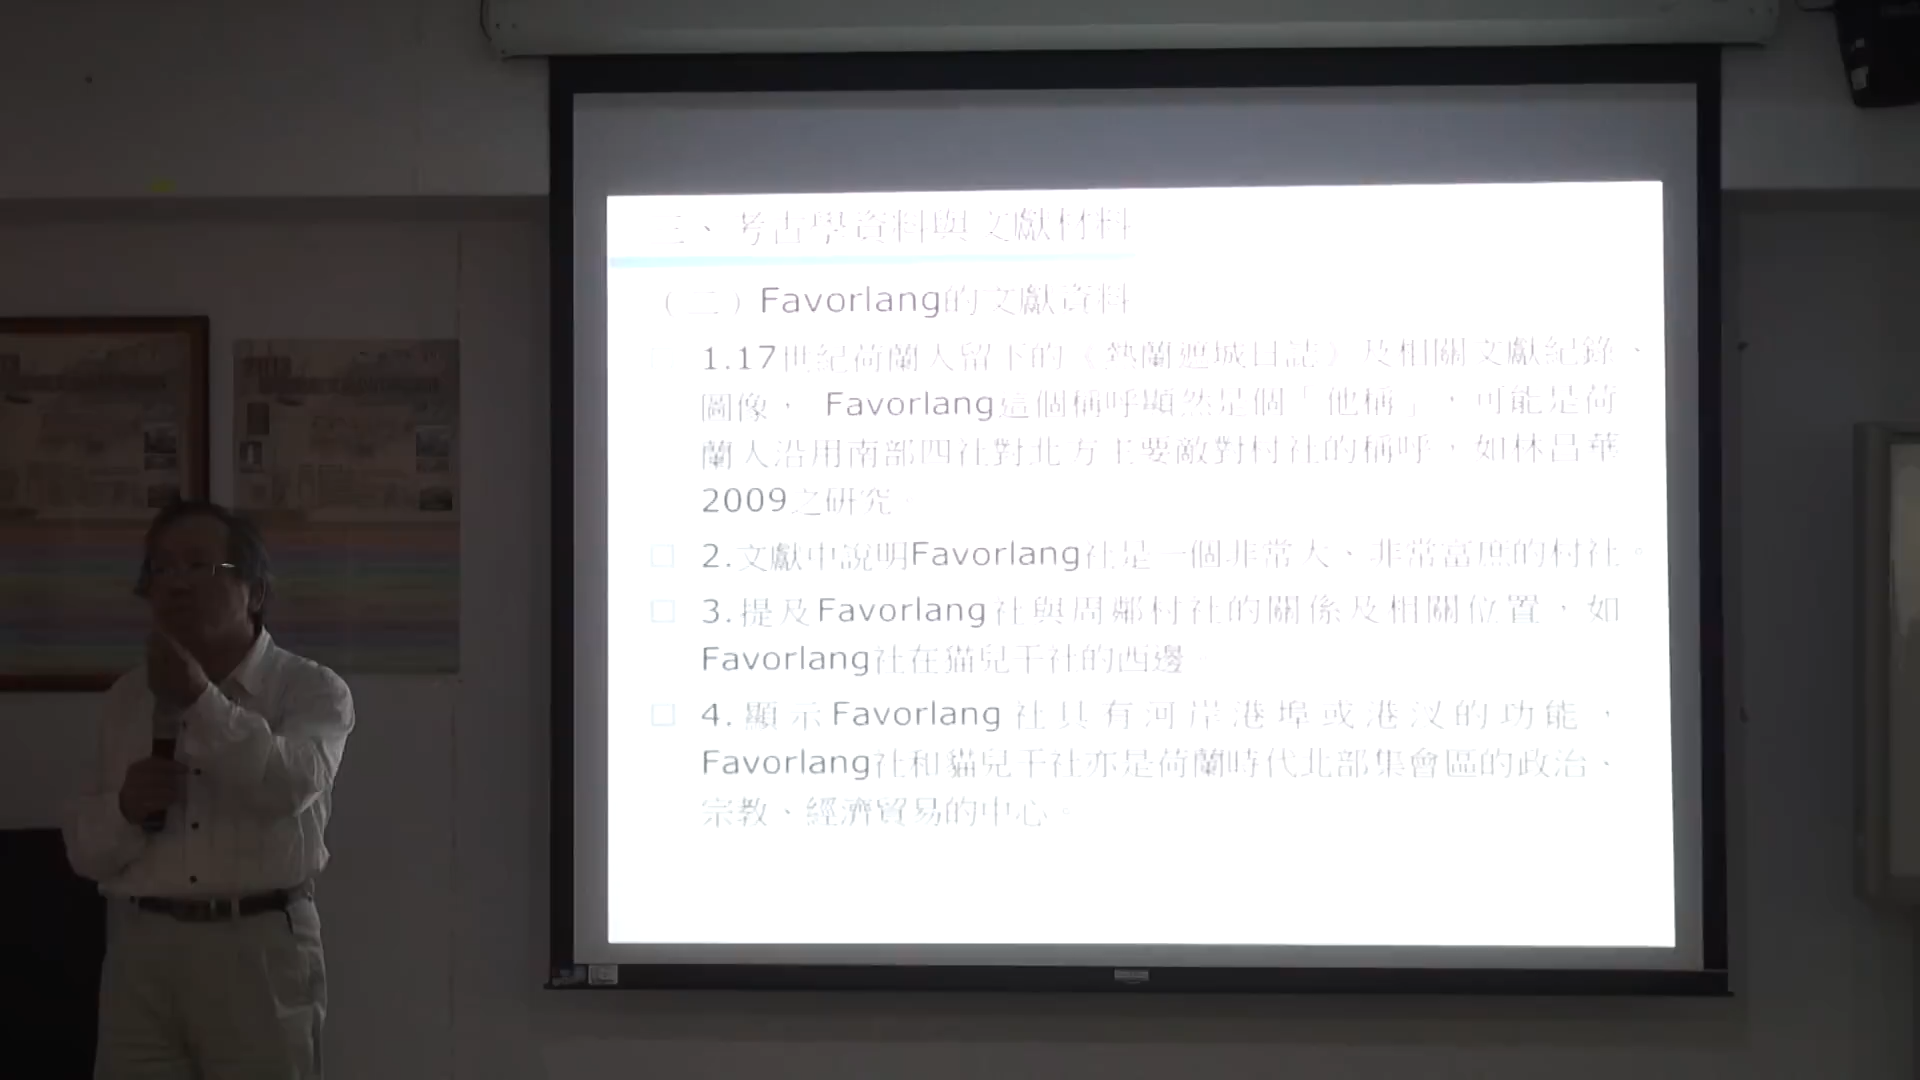 三、考古學資料與文獻材料
（二）Favorlang的文獻資料
1.17世紀荷蘭人留下的《熱蘭遮城日誌》及相關文獻紀錄、
圖像， Favorlang這個稱呼顯然是個「他稱」，可能是荷
蘭人沿用南部四社對北方主要敵對村社的稱呼，如林昌華
2009之研究。
2.文獻中說明Favorlang社是一個非常大、非常富庶的村社。
3.提及Favorlang社與周鄰村社的關係及相關位置，如
Favorlang社在貓兒干社的西邊。
4.顯示Favorlang社具有河岸港埠或港汊的功能，
Favorlang社和貓兒干社亦是荷蘭時代北部集會區的政治、
宗教、經濟貿易的中心。